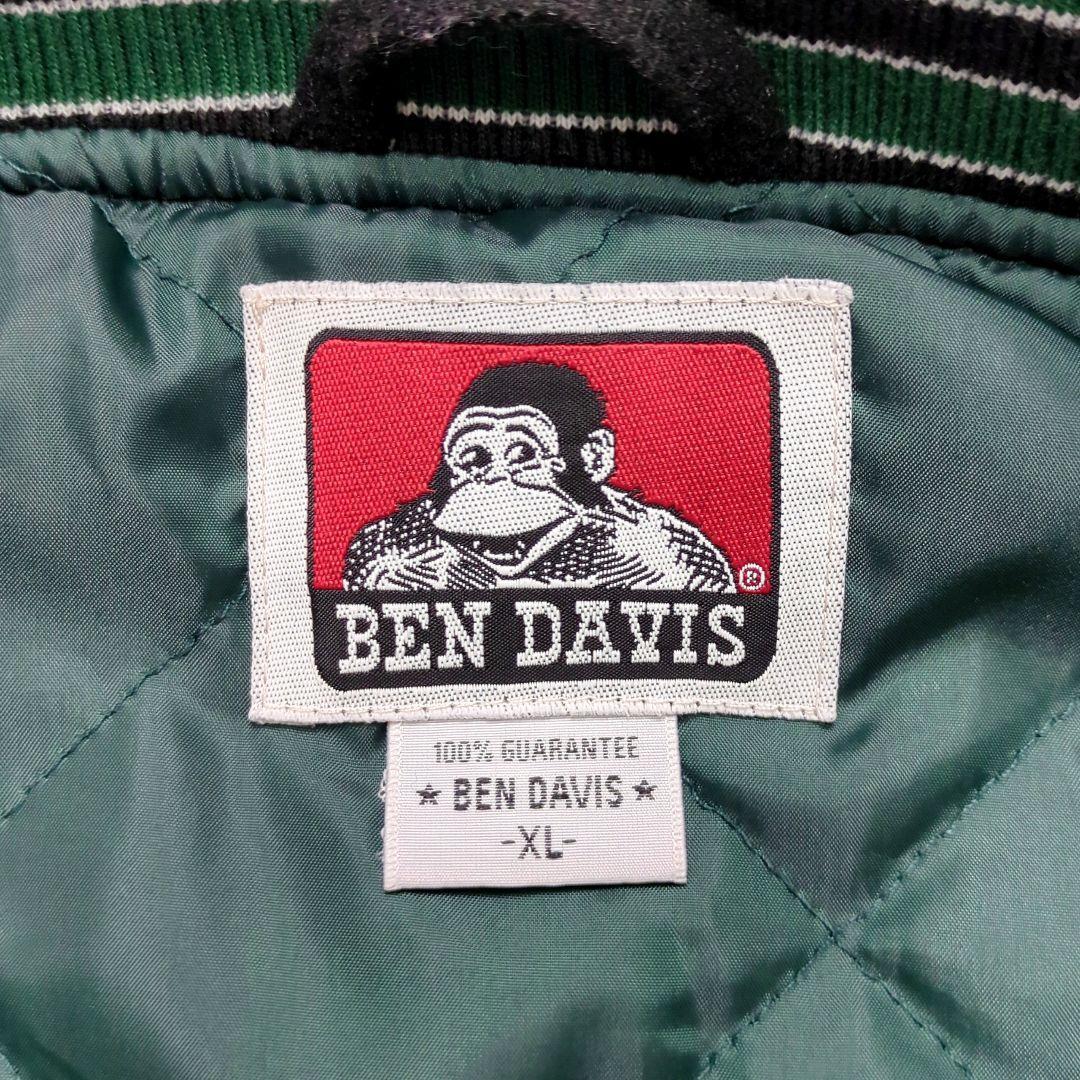 ®
BEN DAVIS
100% GUARANTEE
★ BEN DAVIS ★
-XL-